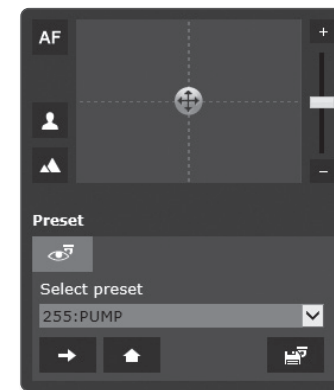 AF
+
-
Preset
Select preset
255:PUMP